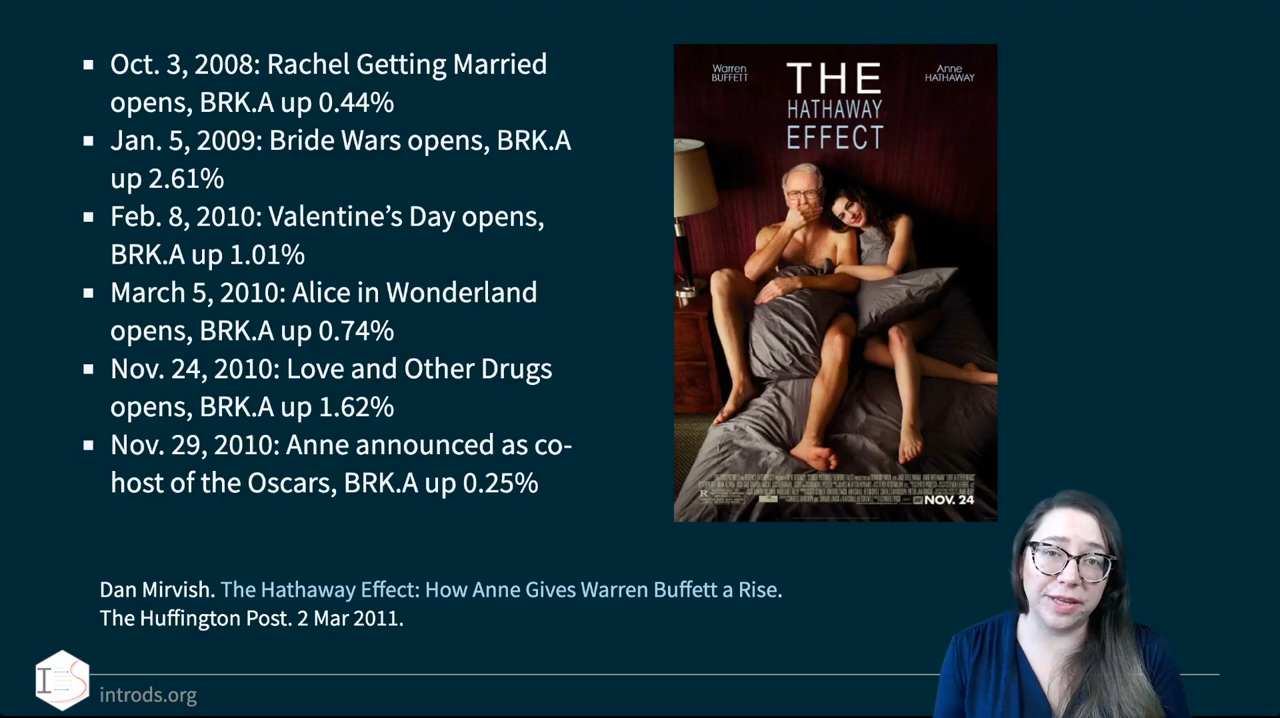 ▪ Oct. 3, 2008: Rachel Getting Married
opens, BRK.A up 0.44%
▪ Jan. 5, 2009: Bride Wars opens, BRK.A
up 2.61%
▪ Feb. 8, 2010: Valentine’s Day opens,
BRK.A up 1.01%
▪ March 5, 2010: Alice in Wonderland
opens, BRK.A up 0.74%
▪ Nov. 24, 2010: Love and Other Drugs
opens, BRK.A up 1.62%
▪ Nov. 29, 2010: Anne announced as co-
host of the Oscars, BRK.A up 0.25%
Warren
BUFFETT
THE
HATHAWAY
EFFECT
Anne
HATHAWAY
NOV. 24
Dan Mirvish. The Hathaway Effect: How Anne Gives Warren Buffett a Rise.
The Huffington Post. 2 Mar 2011.
introds.org